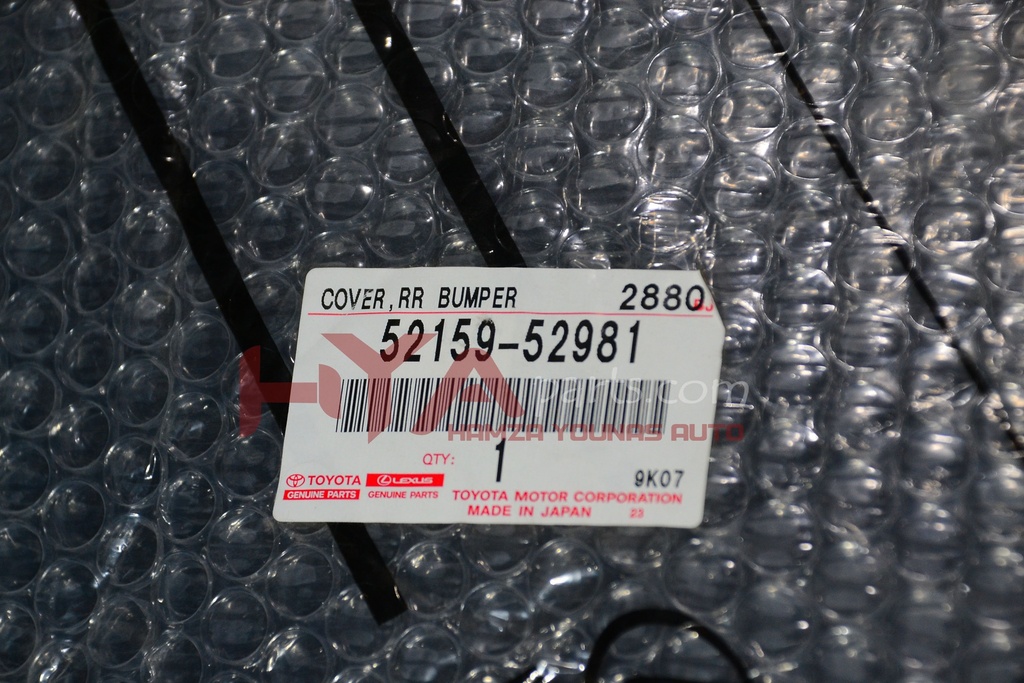 COVER, RR BUMPER 2880
52159-52981
HYA parts.com
HAMZA YOUNAS AUTO
QTY: 1
9K07
TOYOTA LEXUS
GENUINE PARTS GENUINE PARTS
TOYOTA MOTOR CORPORATION
MADE IN JAPAN 23